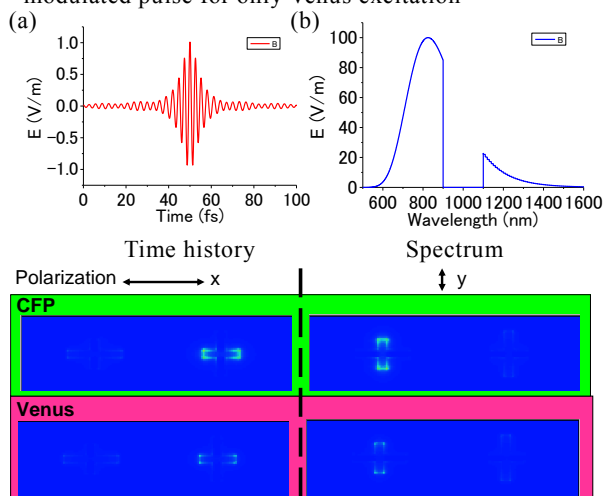 modulated pulse for only Venus excitation
(a)
(b)
1.0
0.5
0.0
−0.5
−1.0
E (V/m)
B
0 20 40 60 80 100
Time (fs)
100
80
60
40
20
0
E (V/m)
B
600 800 1000 1200 1400 1600
Wavelength (nm)
Time history
Spectrum
Polarization x
y
CFP
Venus